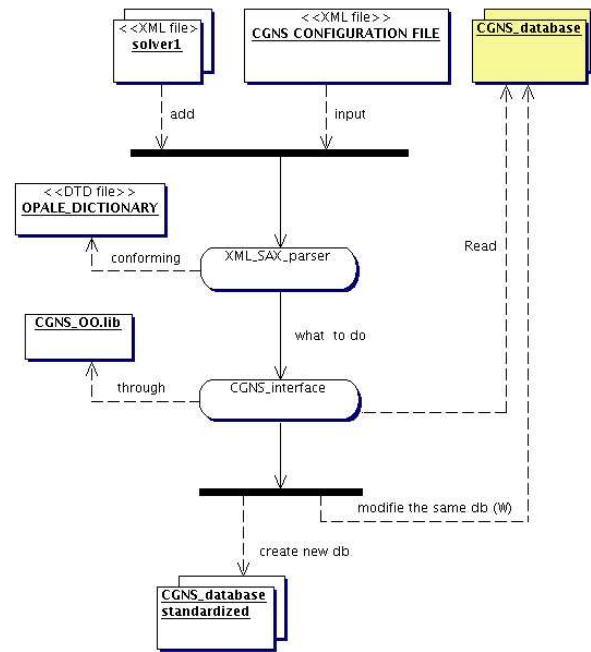 <<XML file>>
solver1
<<XML file>>
CGNS CONFIGURATION FILE
CGNS_database
add
input
<<DTD file>>
OPALE_DICTIONARY
conforming
XML_SAX_parser
Read
CGNS_OO.lib
what to do
through
CGNS_interface
modifie the same db (W)
create new db
CGNS_database
standardized